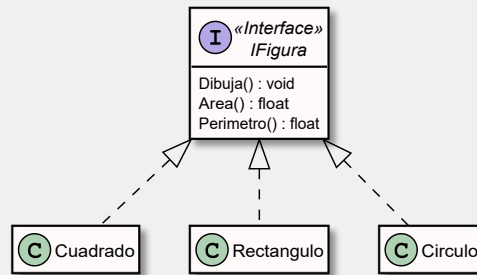 I «Interface»
IFigura
Dibuja() : void
Area() : float
Perimetro() : float
C Cuadrado
C Rectangulo
C Circulo